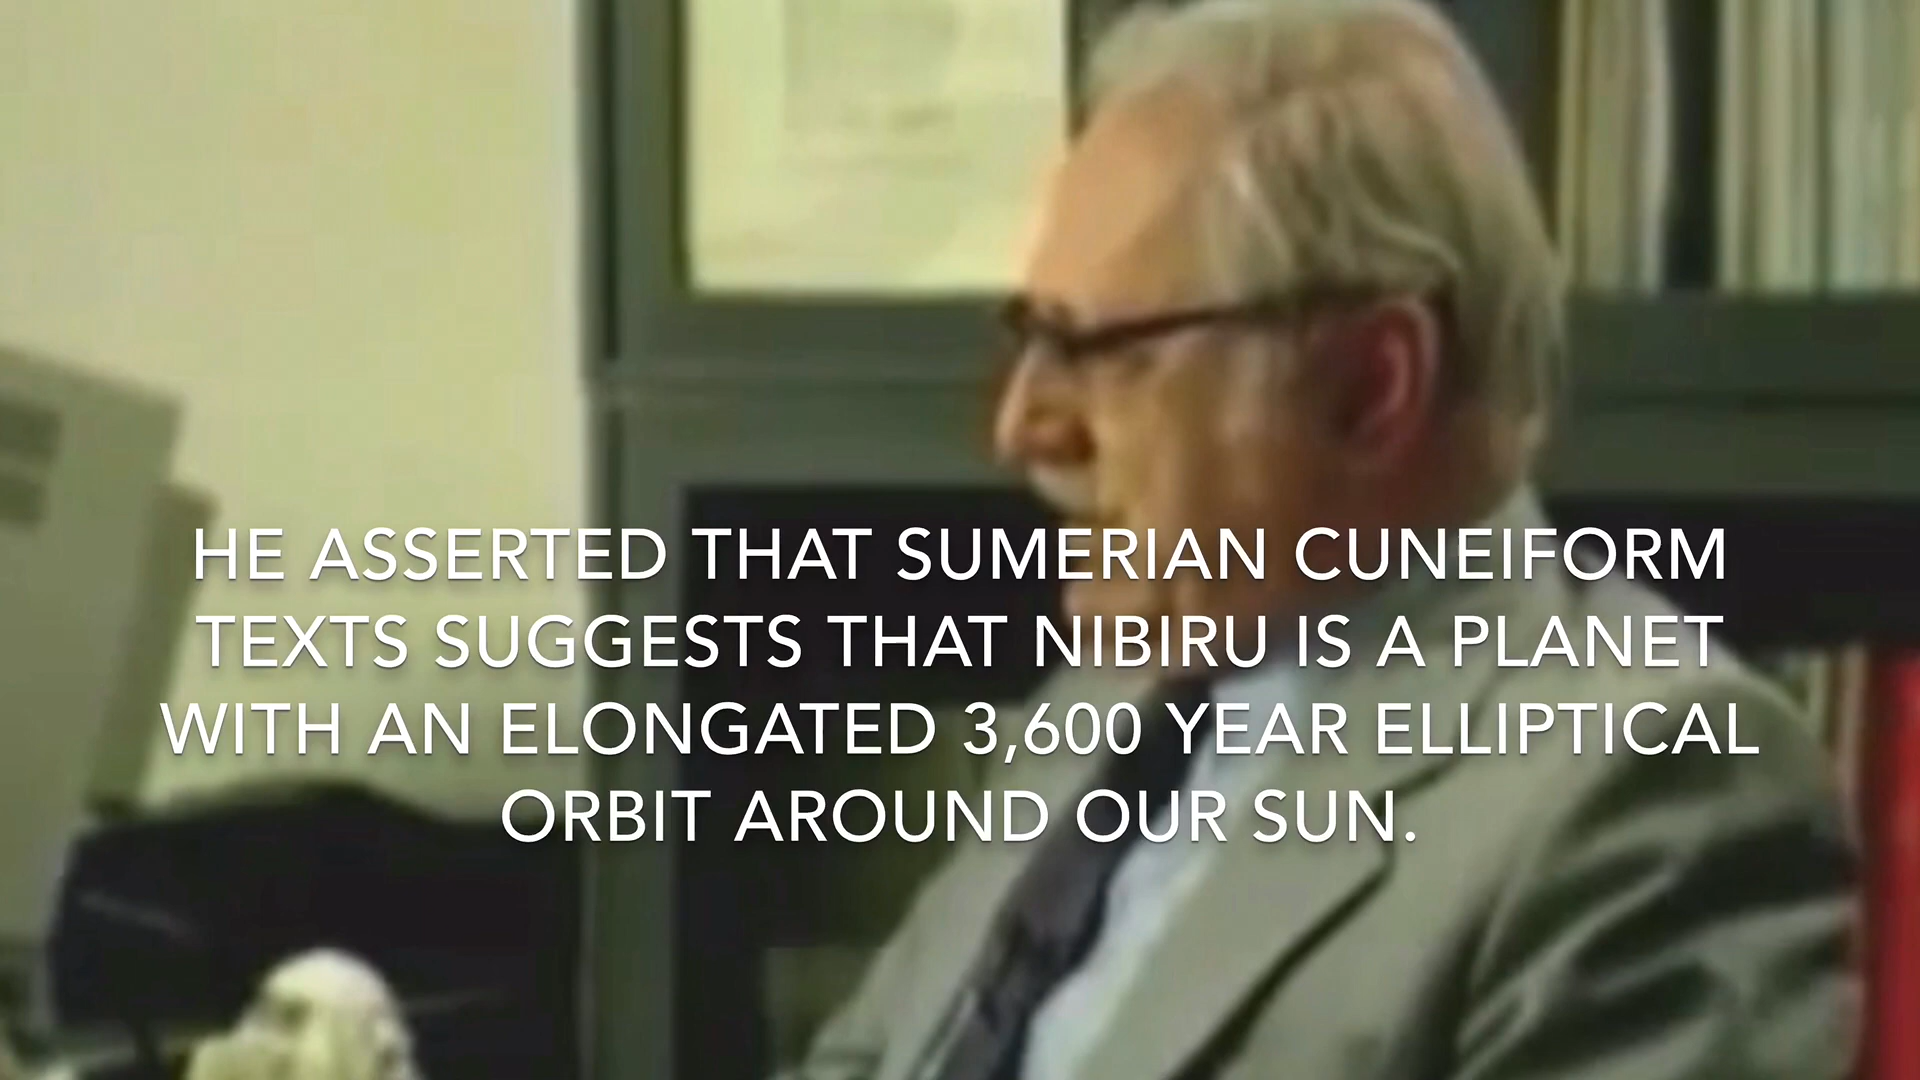 HE ASSERTED THAT SUMERIAN CUNEIFORM
TEXTS SUGGESTS THAT NIBIRU IS A PLANET
WITH AN ELONGATED 3,600 YEAR ELLIPTICAL
ORBIT AROUND OUR SUN.